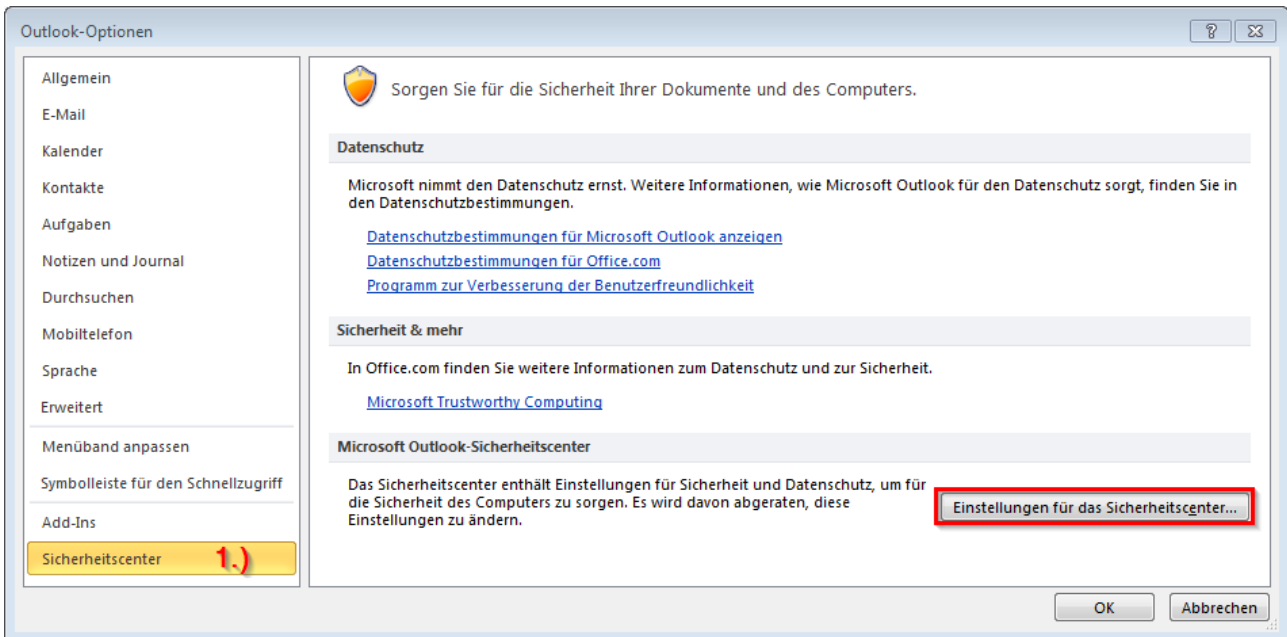 Outlook-Optionen
Allgemein
E-Mail
Kalender
Kontakte
Aufgaben
Notizen und Journal
Durchsuchen
Mobiltelefon
Sprache
Erweitert
Menüband anpassen
Symbolleiste für den Schnellzugriff
Add-Ins
Sicherheitscenter 1.)
Sorgen Sie für die Sicherheit Ihrer Dokumente und des Computers.
Datenschutz
Microsoft nimmt den Datenschutz ernst. Weitere Informationen, wie Microsoft Outlook für den Datenschutz sorgt, finden Sie in
den Datenschutzbestimmungen.
Datenschutzbestimmungen für Microsoft Outlook anzeigen
Datenschutzbestimmungen für Office.com
Programm zur Verbesserung der Benutzerfreundlichkeit
Sicherheit & mehr
In Office.com finden Sie weitere Informationen zum Datenschutz und zur Sicherheit.
Microsoft Trustworthy Computing
Microsoft Outlook-Sicherheitscenter
Das Sicherheitscenter enthält Einstellungen für Sicherheit und Datenschutz, um für
die Sicherheit des Computers zu sorgen. Es wird davon abgeraten, diese
Einstellungen zu ändern.
Einstellungen für das Sicherheitscenter...
OK
Abbrechen